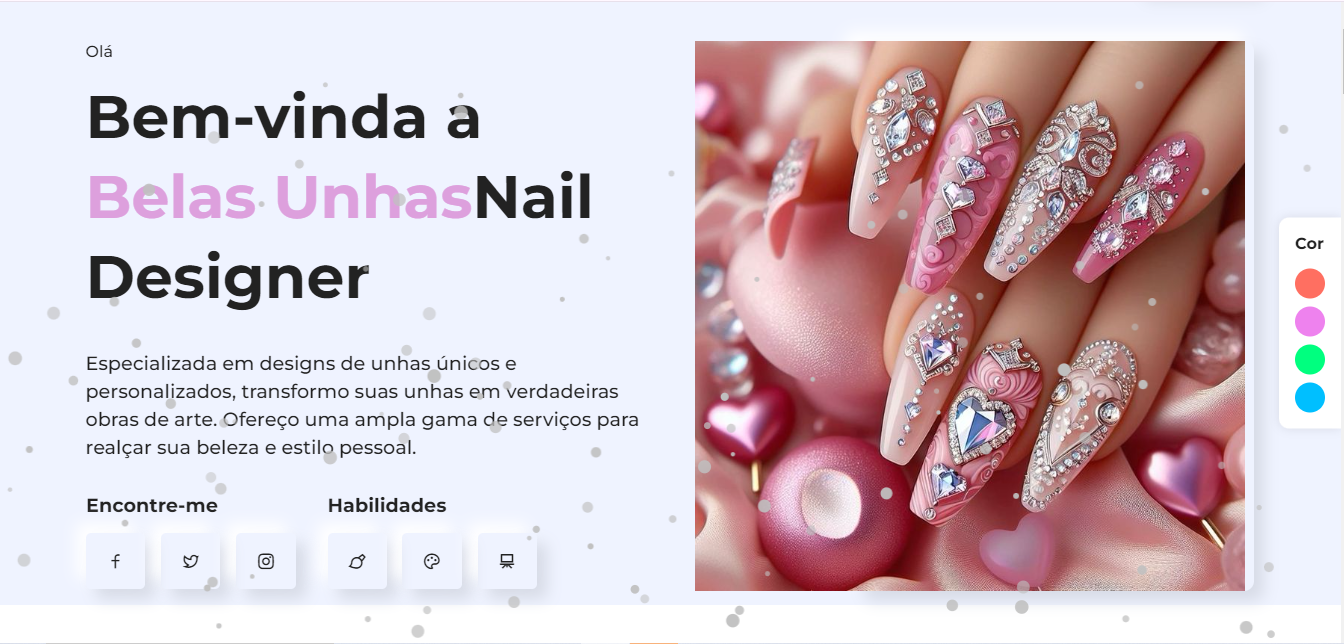 Olá
Bem-vinda a
Belas UnhasNail
Designer
Especializada em designs de unhas únicos e
personalizados, transformo suas unhas em verdadeiras
obras de arte. Ofereço uma ampla gama de serviços para
realçar sua beleza e estilo pessoal.
Encontre-me
Habilidades
Cor